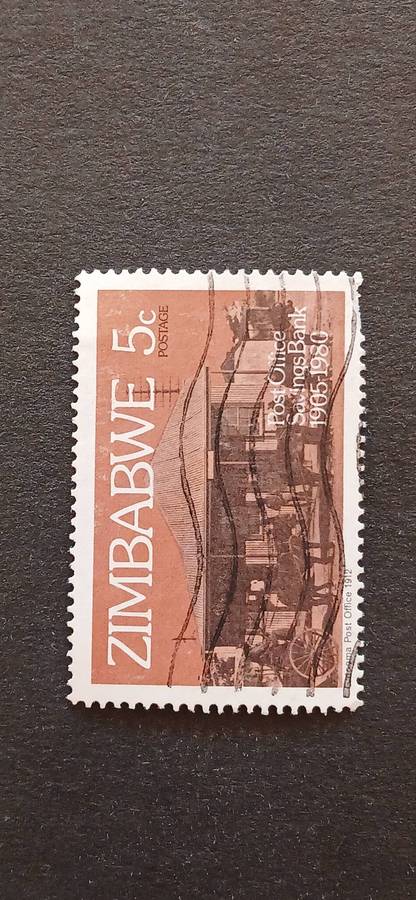 ZIMBABWE 5c
POSTAGE
Post Office
Savings Bank
1905·1980
Post Office 1912